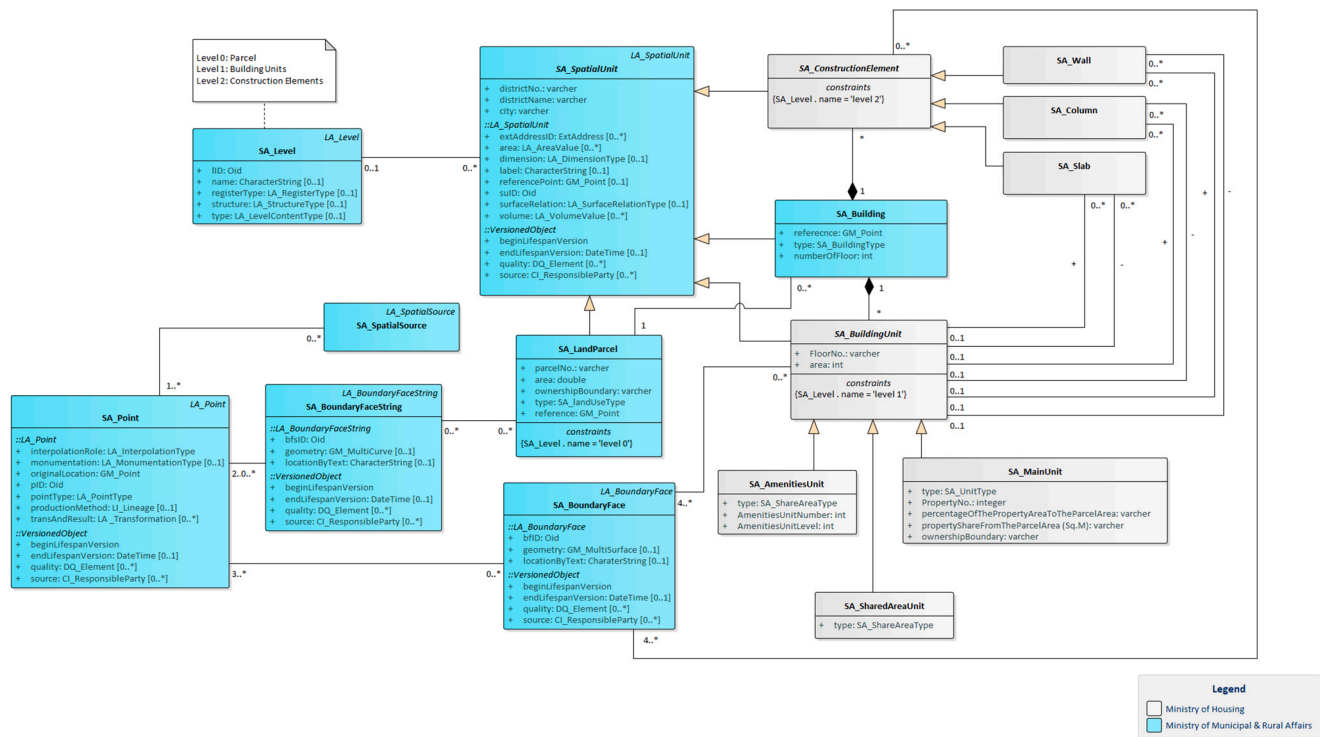 Level 0: Parcel
Level 1: Building Units
Level 2: Construction Elements
LA_Level
SA_Level
+ lID: Oid
+ name: CharacterString [0..1]
+ registerType: LA_RegisterType [0..1]
+ structure: LA_StructureType [0..1]
+ type: LA_LevelContentType [0..1]
0..1
0..*
LA_SpatialUnit
SA_SpatialUnit
+ districtNo.: varcher
+ districtName: varcher
+ city: varcher
::LA_SpatialUnit
+ extAddressID: ExtAddress [0..*]
+ area: LA_AreaValue [0..*]
+ dimension: LA_DimensionType [0..1]
+ label: CharacterString [0..1]
+ referencePoint: GM_Point [0..1]
+ suID: Oid
+ surfaceRelation: LA_SurfaceRelationType [0..1]
+ volume: LA_VolumeValue [0..*]
::VersionedObject
+ beginLifespanVersion
+ endLifespanVersion: DateTime [0..1]
+ quality: DQ_Element [0..*]
+ source: CI_ResponsibleParty [0..*]
0..*
SA_ConstructionElement
constraints
{SA_Level . name = 'level 2'}
*
1
SA_Wall
0..*
0..*
SA_Column
0..*
0..*
SA_Slab
0..*
0..*
+
-
+
-
+
-
SA_Building
+ referecnce: GM_Point
+ type: SA_BuildingType
+ numberOfFloor: int
0..*
1
1
*
SA_BuildingUnit
+ FloorNo.: varcher
+ area: int
constraints
{SA_Level . name = 'level 1'}
0..*
0..1
0..1
0..1
0..1
0..1
0..1
LA_SpatialSource
SA_SpatialSource
0..*
1..*
SA_LandParcel
+ parcelNo.: varcher
+ area: double
+ ownershipBoundary: varcher
+ type: SA_landUseType
+ reference: GM_Point
constraints
{SA_Level . name = 'level 0'}
0..*
0..*
LA_BoundaryFaceString
SA_BoundaryFaceString
::LA_BoundaryFaceString
+ bfsID: Oid
+ geometry: GM_MultiCurve [0..1]
+ locationByText: CharacterString [0..1]
::VersionedObject
+ beginLifespanVersion
+ endLifespanVersion: DateTime [0..1]
+ quality: DQ_Element [0..*]
+ source: CI_ResponsibleParty [0..*]
LA_Point
SA_Point
::LA_Point
+ interpolationRole: LA_InterpolationType
+ monumentation: LA_MonumentationType [0..1]
+ originalLocation: GM_Point
+ pID: Oid
+ pointType: LA_PointType
+ productionMethod: LI_Lineage [0..1]
+ transAndResult: LA _Transformation [0..*]
::VersionedObject
+ beginLifespanVersion
+ endLifespanVersion: DateTime [0..1]
+ quality: DQ_Element [0..*]
+ source: CI_ResponsibleParty [0..*]
2..0..*
3..*
0..*
LA_BoundaryFace
SA_BoundaryFace
::LA_BoundaryFace
+ bfID: Oid
+ geometry: GM_MultiSurface [0..1]
+ locationByText: CharaterString [0..1]
::VersionedObject
+ beginLifespanVersion
+ endLifespanVersion: DateTime [0..1]
+ quality: DQ_Element [0..*]
+ source: CI_ResponsibleParty [0..*]
4..*
4..*
SA_AmenitiesUnit
+ type: SA_ShareAreaType
+ AmenitiesUnitNumber: int
+ AmenitiesUnitLevel: int
SA_MainUnit
+ type: SA_UnitType
+ PropertyNo.: integer
+ percentageOfThePropertyAreaToTheParcelArea: varcher
+ propertyShareFromTheParcelArea (Sq.M): varcher
+ ownershipBoundary: varcher
SA_SharedAreaUnit
+ type: SA_ShareAreaType
Legend
Ministry of Housing
Ministry of Municipal & Rural Affairs